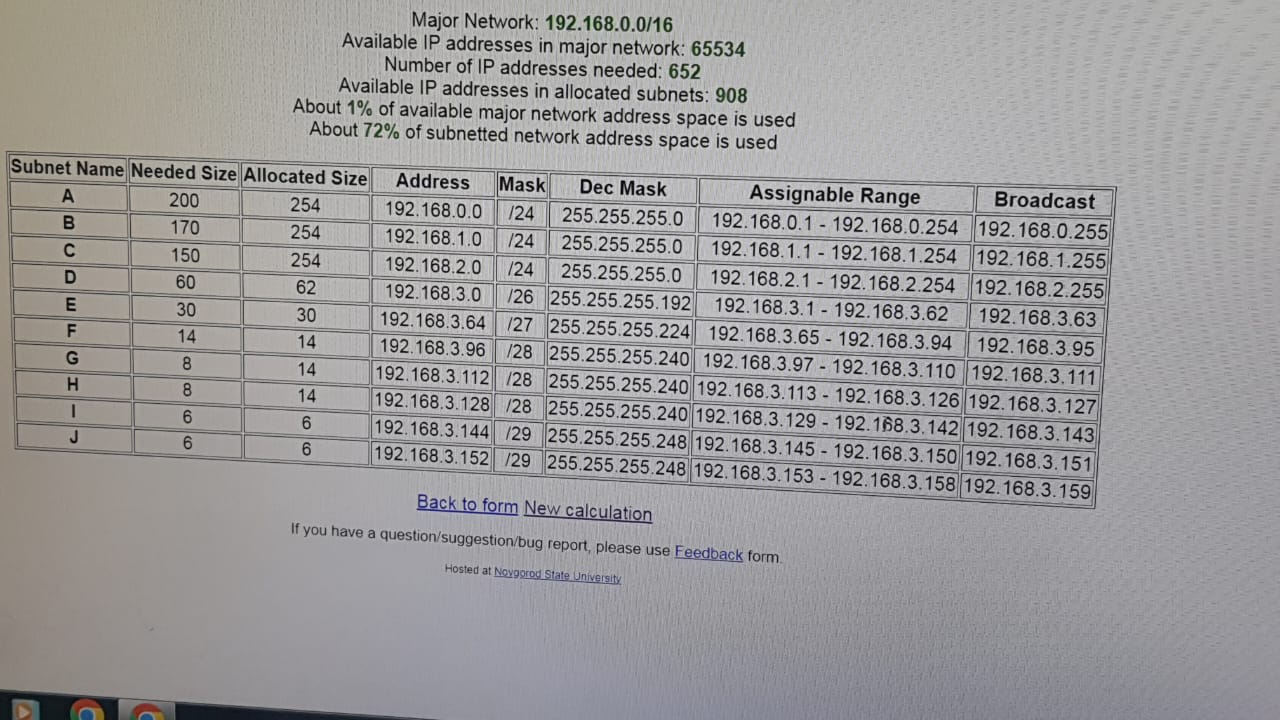 Major Network: 192.168.0.0/16
Available IP addresses in major network: 65534
Number of IP addresses needed: 652
Available IP addresses in allocated subnets: 908
About 1% of available major network address space is used
About 72% of subnetted network address space is used
Subnet Name Needed Size Allocated Size Address Mask Dec Mask Assignable Range Broadcast
A 200 254 192.168.0.0 /24 255.255.255.0 192.168.0.1 - 192.168.0.254 192.168.0.255
B 170 254 192.168.1.0 /24 255.255.255.0 192.168.1.1 - 192.168.1.254 192.168.1.255
C 150 254 192.168.2.0 /24 255.255.255.0 192.168.2.1 - 192.168.2.254 192.168.2.255
D 60 62 192.168.3.0 /26 255.255.255.192 192.168.3.1 - 192.168.3.62 192.168.3.63
E 30 30 192.168.3.64 /27 255.255.255.224 192.168.3.65 - 192.168.3.94 192.168.3.95
F 14 14 192.168.3.96 /28 255.255.255.240 192.168.3.97 - 192.168.3.110 192.168.3.111
G 8 14 192.168.3.112 /28 255.255.255.240 192.168.3.113 - 192.168.3.126 192.168.3.127
H 8 14 192.168.3.128 /28 255.255.255.240 192.168.3.129 - 192.168.3.142 192.168.3.143
I 6 6 192.168.3.144 /29 255.255.255.248 192.168.3.145 - 192.168.3.150 192.168.3.151
J 6 6 192.168.3.152 /29 255.255.255.248 192.168.3.153 - 192.168.3.158 192.168.3.159
Back to form New calculation
If you have a question/suggestion/bug report, please use Feedback form.
Hosted at Novgorod State University